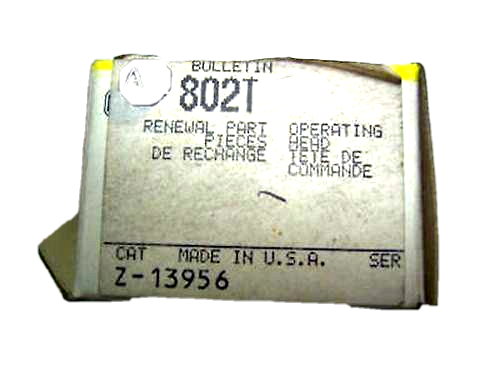 BULLETIN
802T
RENEWAL PART OPERATING
PIECES HEAD
DE RECHANGE TETE DE
COMMANDE
CAT MADE IN U.S.A. SER
Z-13956